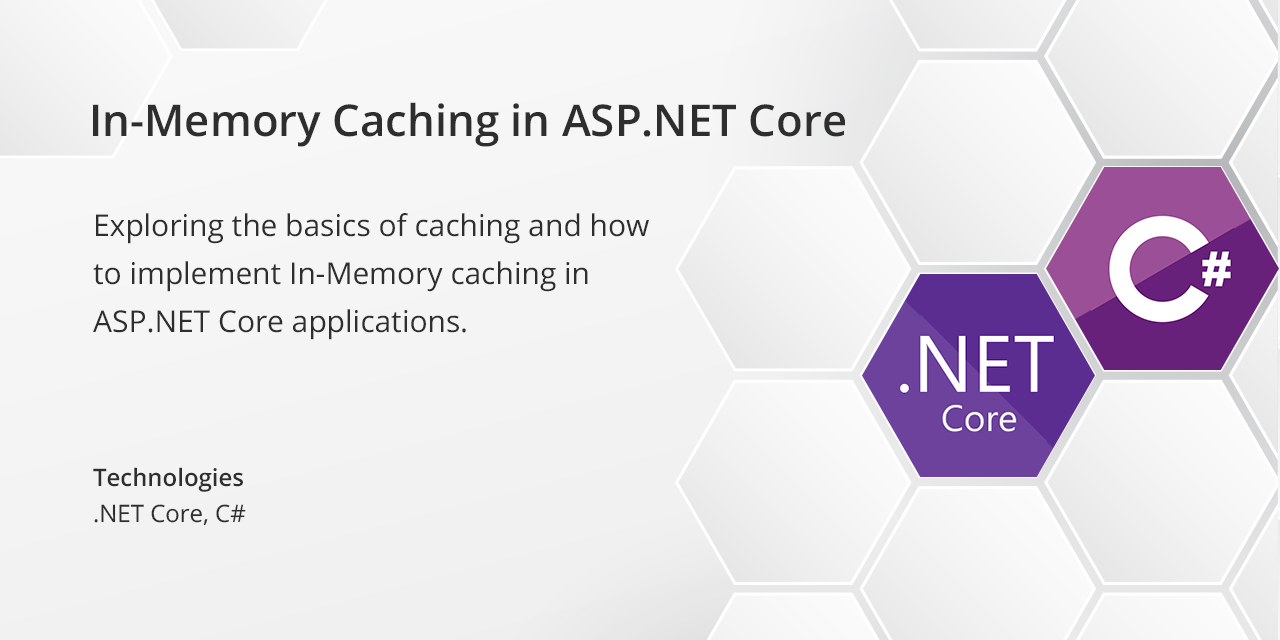 In-Memory Caching in ASP.NET Core
Exploring the basics of caching and how
to implement In-Memory caching in
ASP.NET Core applications.
Technologies
.NET Core, C#
.NET
Core
C#